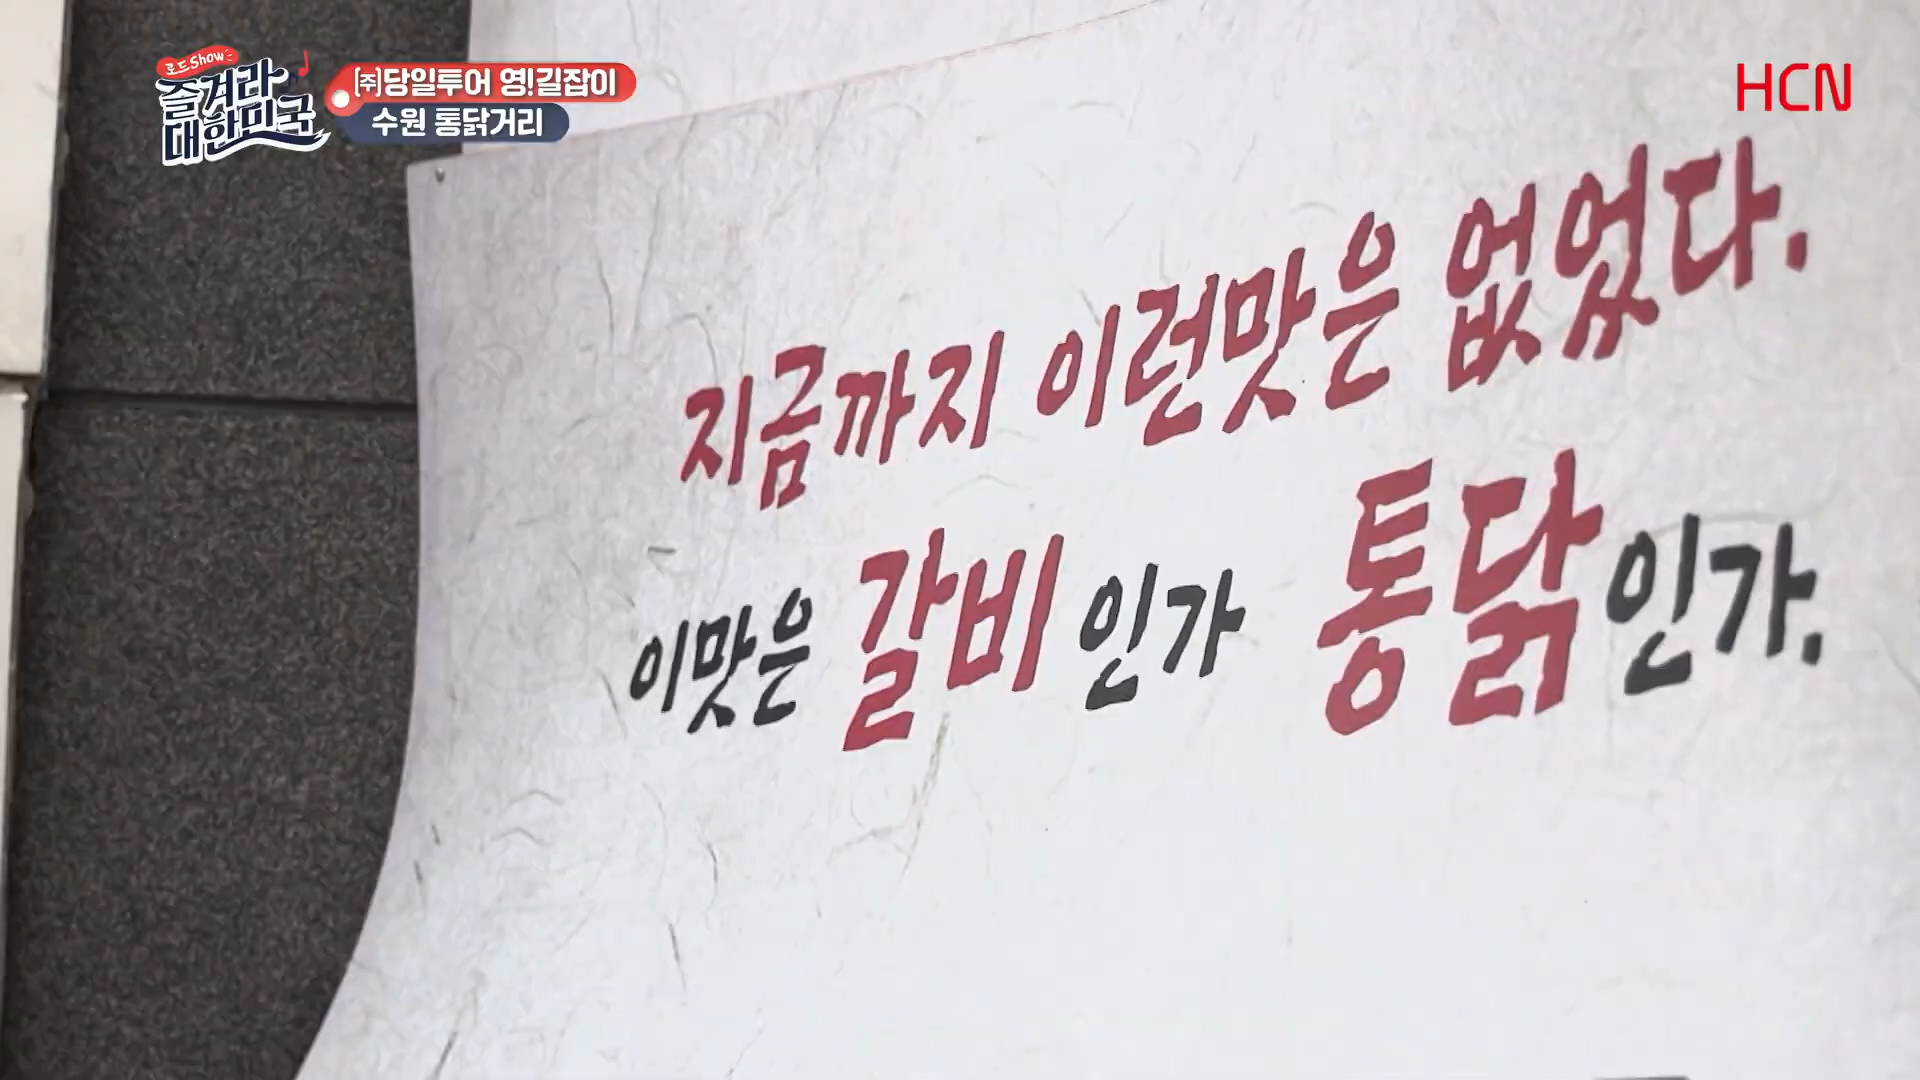 로드Show
즐겨라
대한미국
(주)당일투어 영!길잡이
수원 통닭거리
HCN
지금까지 이런맛은 없었다.
이맛은 갈비인가 통닭인가.